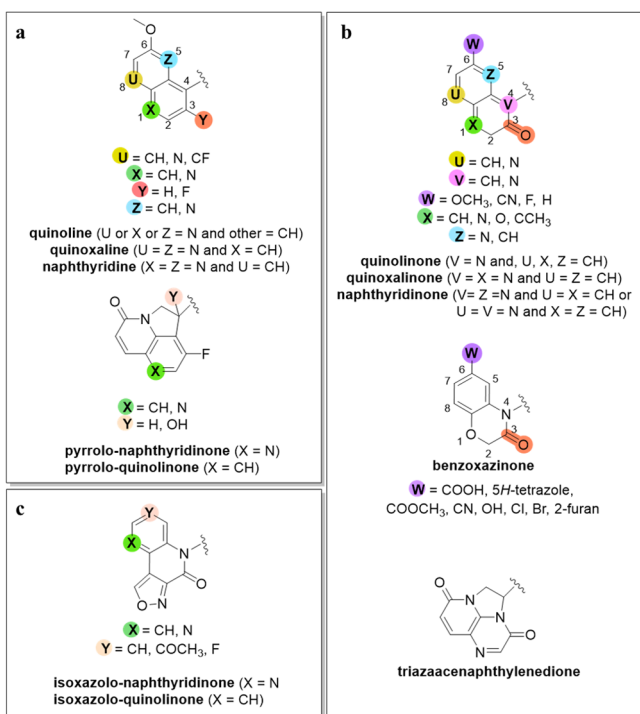 a
O
6
5
7
Z
U
8
4
X
3
1
2
Y
U = CH, N, CF
X = CH, N
Y = H, F
Z = CH, N
quinoline (U or X or Z = N and other = CH)
quinoxaline (U = Z = N and X = CH)
naphthyridine (X = Z = N and U = CH)
H
Y
O
N
F
X
X = CH, N
Y = H, OH
pyrrolo-naphthyridinone (X = N)
pyrrolo-quinolinone (X = CH)
b
W
6
5
7
Z
U
8
4
V
X
3
O
1
2
U = CH, N
V = CH, N
W = OCH3, CN, F, H
X = CH, N, O, CCH3
Z = N, CH
quinolinone (V = N and, U, X, Z = CH)
quinoxalinone (V = X = N and U = Z = CH)
naphthyridinone (V= Z =N and U = X = CH or
U = V = N and X = Z = CH)
W
6
5
7
4
8
N
O
3
O
1
2
benzoxazinone
W = COOH, 5H-tetrazole,
COOCH3, CN, OH, Cl, Br, 2-furan
O
N
N
O
N
triazaacenaphthylenedione
c
Y
X
N
O
O
N
X = CH, N
Y = CH, COCH3, F
isoxazolo-naphthyridinone (X = N
isoxazolo-quinolinone (X = CH)